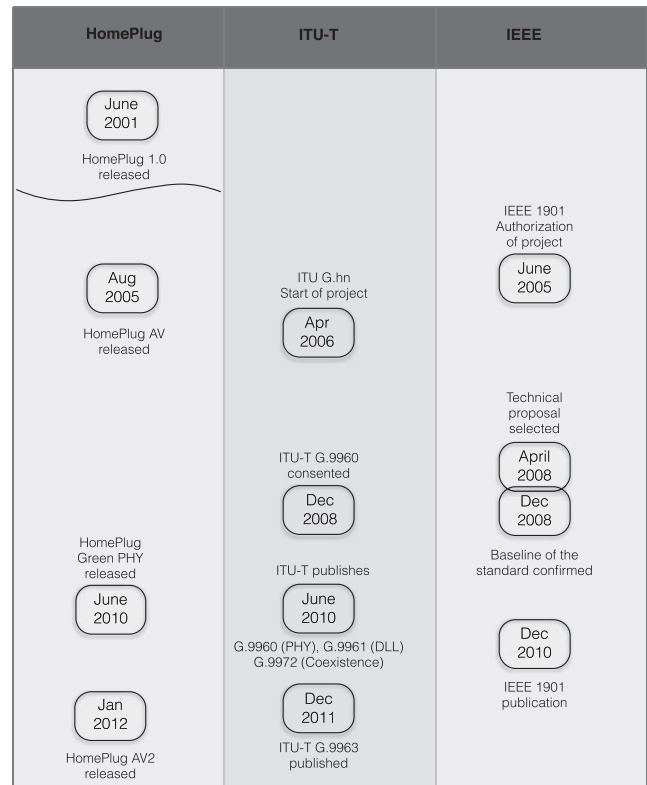 HomePlug
ITU-T
IEEE
June
2001
HomePlug 1.0
released
Aug
2005
HomePlug AV
released
HomePlug
Green PHY
released
June
2010
Jan
2012
HomePlug AV2
released
ITU G.hn
Start of project
Apr
2006
ITU-T G.9960
consented
Dec
2008
ITU-T publishes
June
2010
G.9960 (PHY), G.9961 (DLL)
G.9972 (Coexistence)
Dec
2011
ITU-T G.9963
published
IEEE 1901
Authorization
of project
June
2005
Technical
proposal
selected
April
2008
Dec
2008
Baseline of the
standard confirmed
Dec
2010
IEEE 1901
publication